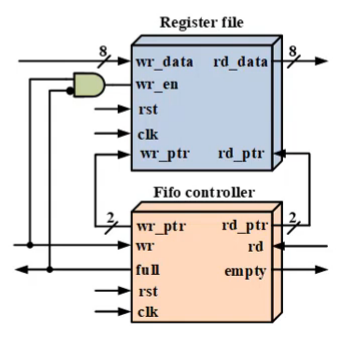 Register file
8 wr_data rd_data 8
wr_en
rst
clk
wr_ptr rd_ptr
Fifo controller
2 wr_ptr rd_ptr 2
wr rd
full empty
rst
clk